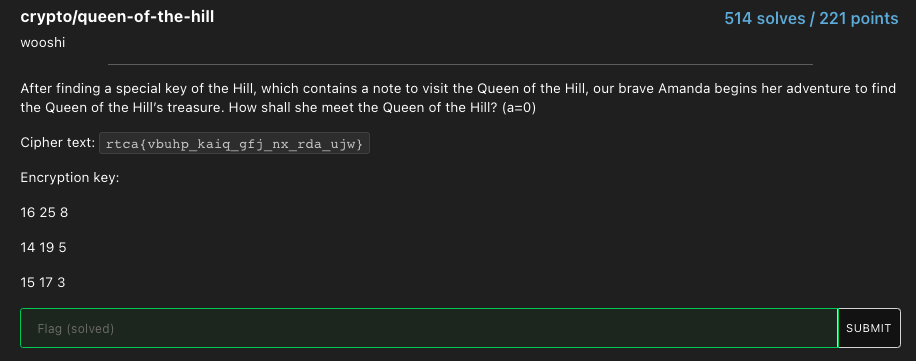 crypto/queen-of-the-hill
514 solves / 221 points
wooshi
After finding a special key of the Hill, which contains a note to visit the Queen of the Hill, our brave Amanda begins her adventure to find
the Queen of the Hill’s treasure. How shall she meet the Queen of the Hill? (a=0)
Cipher text: rtca{vbuhp_kaiq_gfj_nx_rda_ujw}
Encryption key:
16 25 8
14 19 5
15 17 3
Flag (solved)
SUBMIT